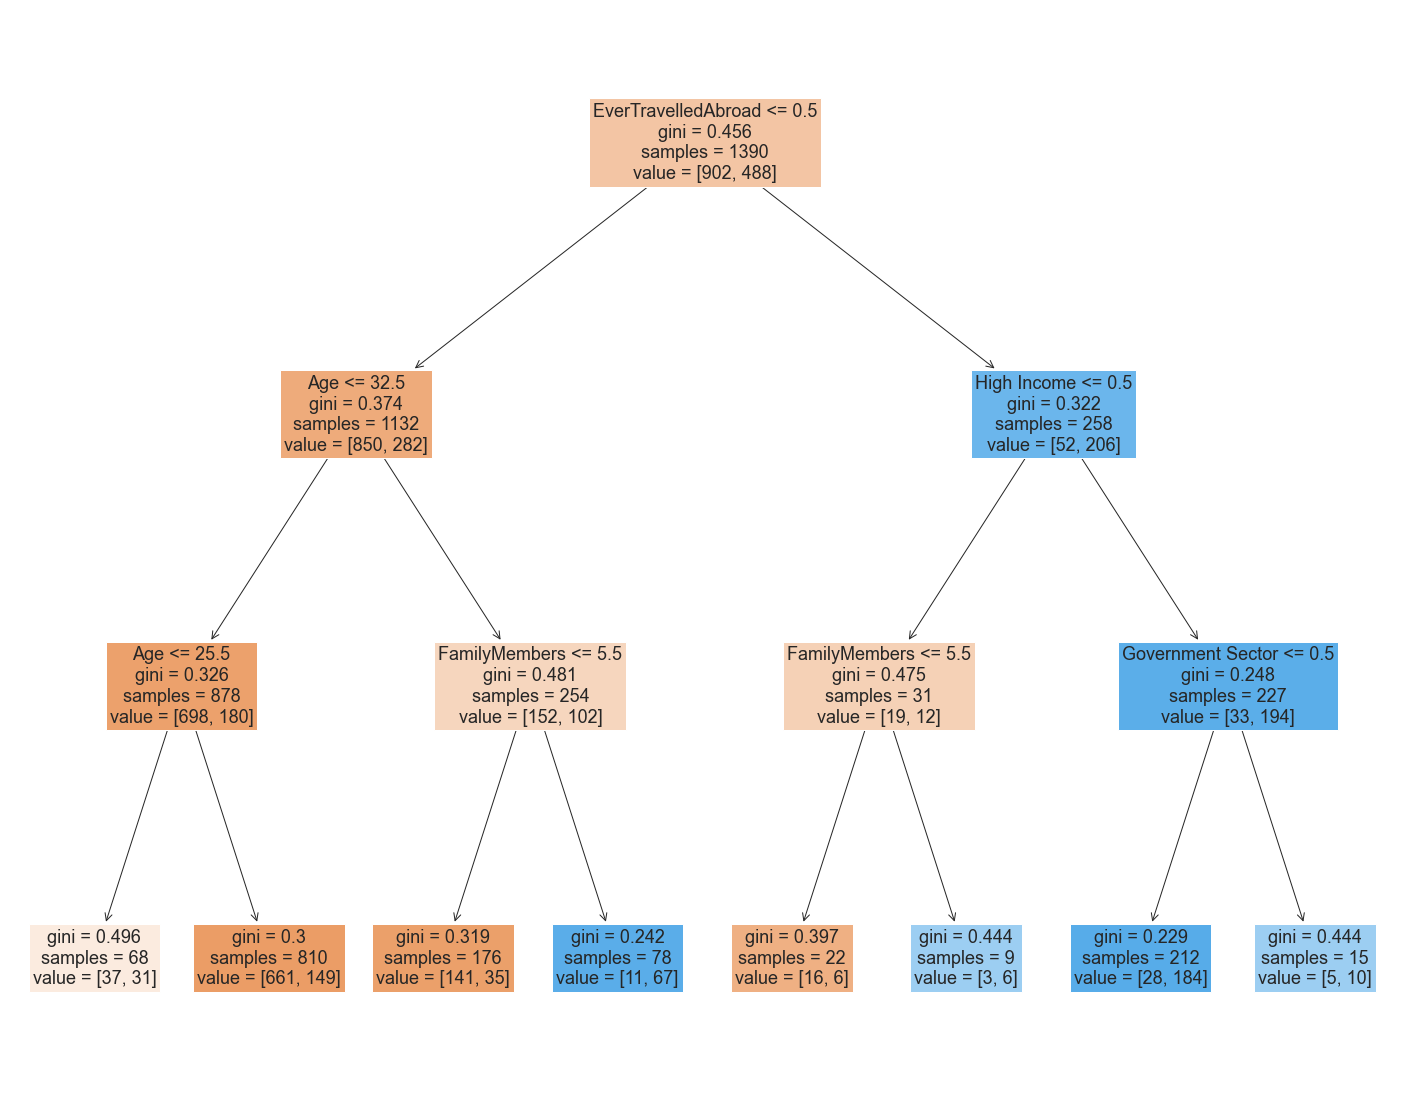 EverTravelledAbroad <= 0.5
gini = 0.456
samples = 1390
value = [902, 488]
Age <= 32.5
gini = 0.374
samples = 1132
value = [850, 282]
High Income <= 0.5
gini = 0.322
samples = 258
value = [52, 206]
Age <= 25.5
gini = 0.326
samples = 878
value = [698, 180]
FamilyMembers <= 5.5
gini = 0.481
samples = 254
value = [152, 102]
FamilyMembers <= 5.5
gini = 0.475
samples = 31
value = [19, 12]
Government Sector <= 0.5
gini = 0.248
samples = 227
value = [33, 194]
gini = 0.496
samples = 68
value = [37, 31]
gini = 0.3
samples = 810
value = [661, 149]
gini = 0.319
samples = 176
value = [141, 35]
gini = 0.242
samples = 78
value = [11, 67]
gini = 0.397
samples = 22
value = [16, 6]
gini = 0.444
samples = 9
value = [3, 6]
gini = 0.229
samples = 212
value = [28, 184]
gini = 0.444
samples = 15
value = [5, 10]